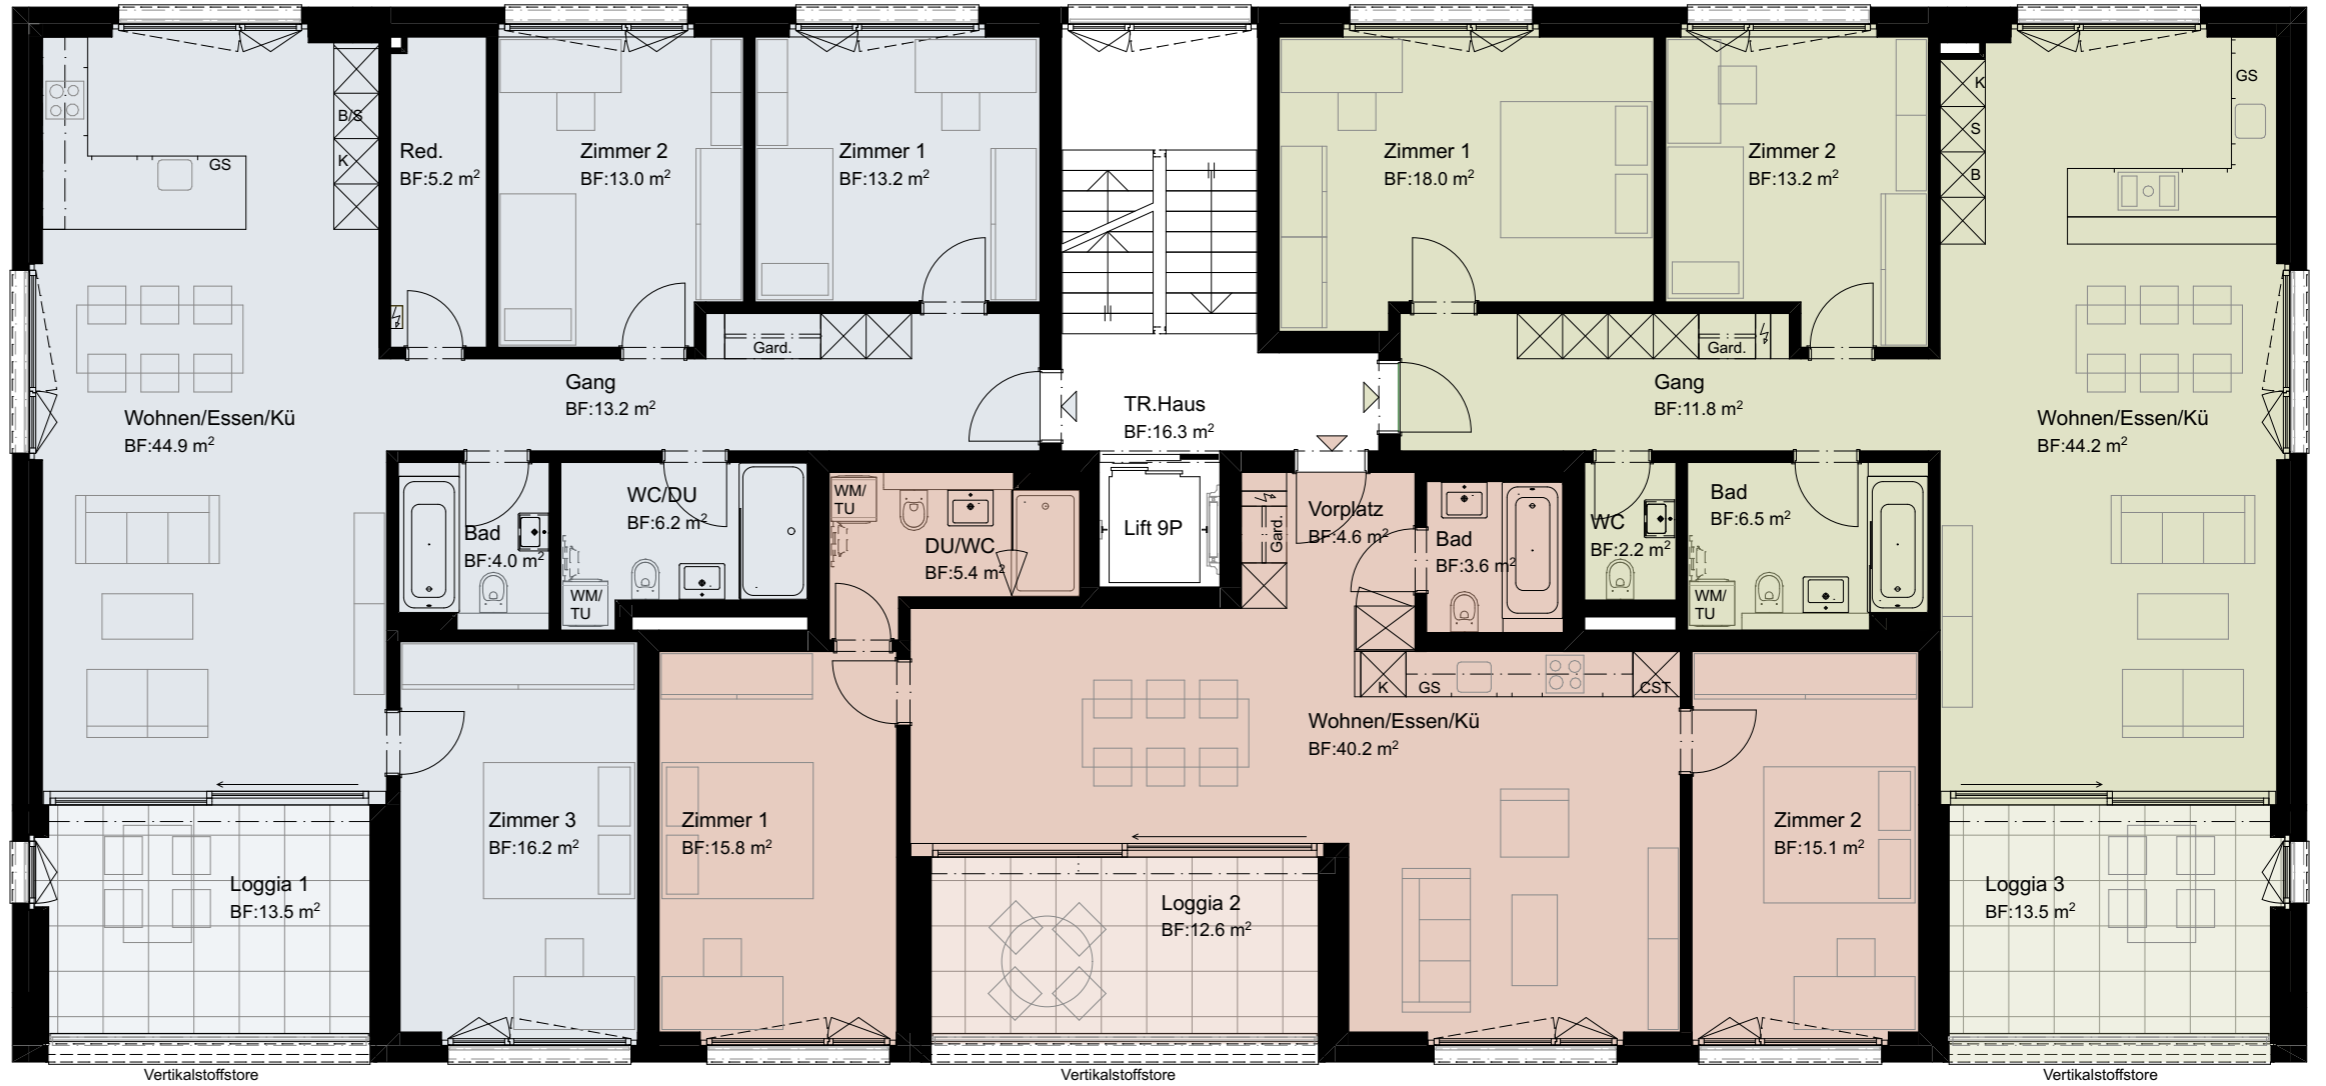 GS
B/S
K
Red.
BF:5.2 m²
Zimmer 2
BF:13.0 m²
Zimmer 1
BF:13.2 m²
Zimmer 1
BF:18.0 m²
Zimmer 2
BF:13.2 m²
K
S
B
GS
Gard.
Gard.
Wohnen/Essen/Kü
BF:44.9 m²
Gang
BF:13.2 m²
TR.Haus
BF:16.3 m²
Gang
BF:11.8 m²
Wohnen/Essen/Kü
BF:44.2 m²
Bad
BF:4.0 m²
WC/DU
BF:6.2 m²
WM/
TU
WM/
TU
DU/WC
BF:5.4 m²
Lift 9P
Gard.
Vorplatz
BF:4.6 m²
Bad
BF:3.6 m²
WC
BF:2.2 m²
Bad
BF:6.5 m²
WM/
TU
K
GS
CST
Wohnen/Essen/Kü
BF:40.2 m²
Zimmer 3
BF:16.2 m²
Zimmer 1
BF:15.8 m²
Zimmer 2
BF:15.1 m²
Loggia 1
BF:13.5 m²
Loggia 2
BF:12.6 m²
Loggia 3
BF:13.5 m²
Vertikalstoffstore
Vertikalstoffstore
Vertikalstoffstore